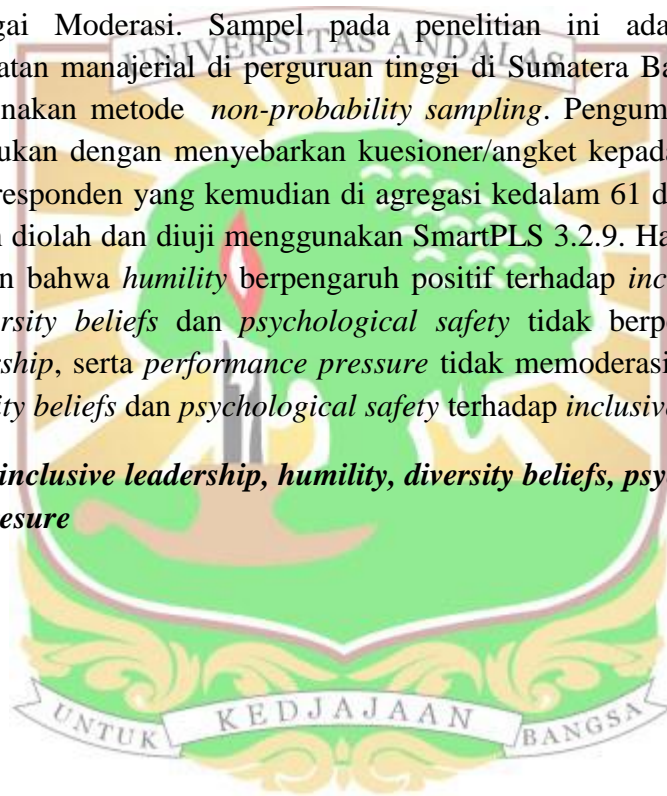 gai Moderasi. Sampel pada penelitian ini ada
UNIVERSITAS ANDALAS
atan manajerial di perguruan tinggi di Sumatera Ba
nakan metode non-probability sampling. Pengum
ukan dengan menyebarkan kuesioner/angket kepada
responden yang kemudian di agregasi kedalam 61 d
n diolah dan diuji menggunakan SmartPLS 3.2.9. Ha
n bahwa humility berpengaruh positif terhadap inc
ersity beliefs dan psychological safety tidak berp
ship, serta performance pressure tidak memoderasi
ity beliefs dan psychological safety terhadap inclusive
inclusive leadership, humility, diversity beliefs, psy
esure
UNTUK KEDJAJAAN BANGSA